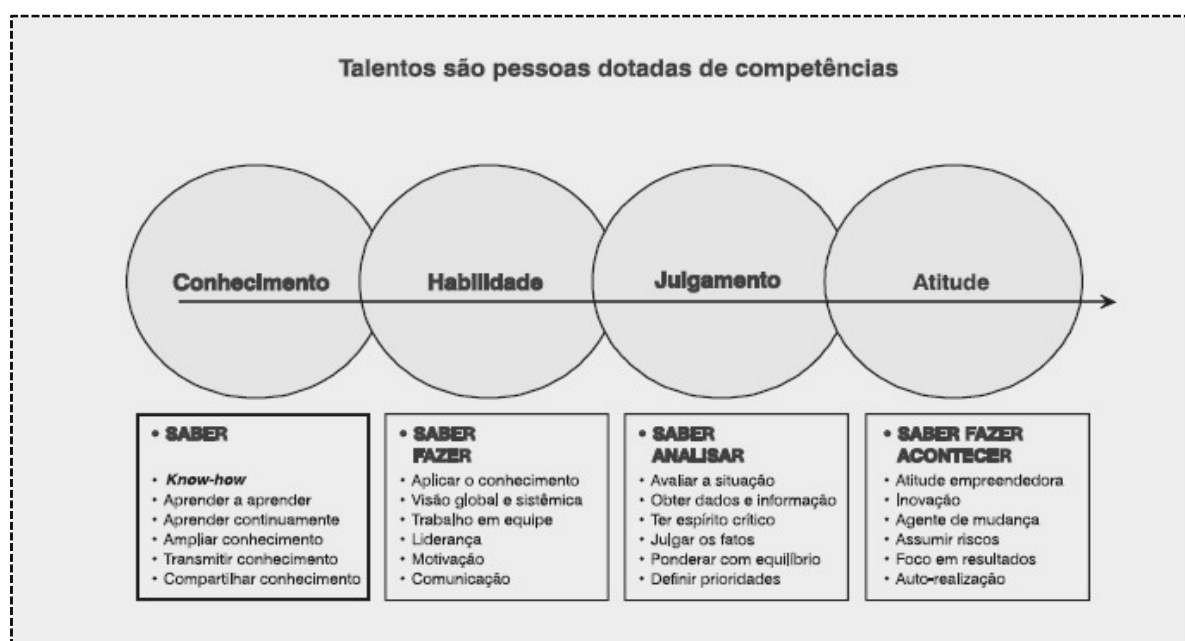 Talentos são pessoas dotadas de competências
Conhecimento
Habilidade
Julgamento
Atitude
• SABER
• Know-how
• Aprender a aprender
• Aprender continuamente
• Ampliar conhecimento
• Transmitir conhecimento
• Compartilhar conhecimento
• SABER
FAZER
• Aplicar o conhecimento
• Visão global e sistêmica
• Trabalho em equipe
• Liderança
• Motivação
• Comunicação
• SABER
ANALISAR
• Avaliar a situação
• Obter dados e informação
• Ter espírito crítico
• Julgar os fatos
• Ponderar com equilíbrio
• Definir prioridades
• SABER FAZER
ACONTECER
• Atitude empreendedora
• Inovação
• Agente de mudança
• Assumir riscos
• Foco em resultados
• Auto-realização